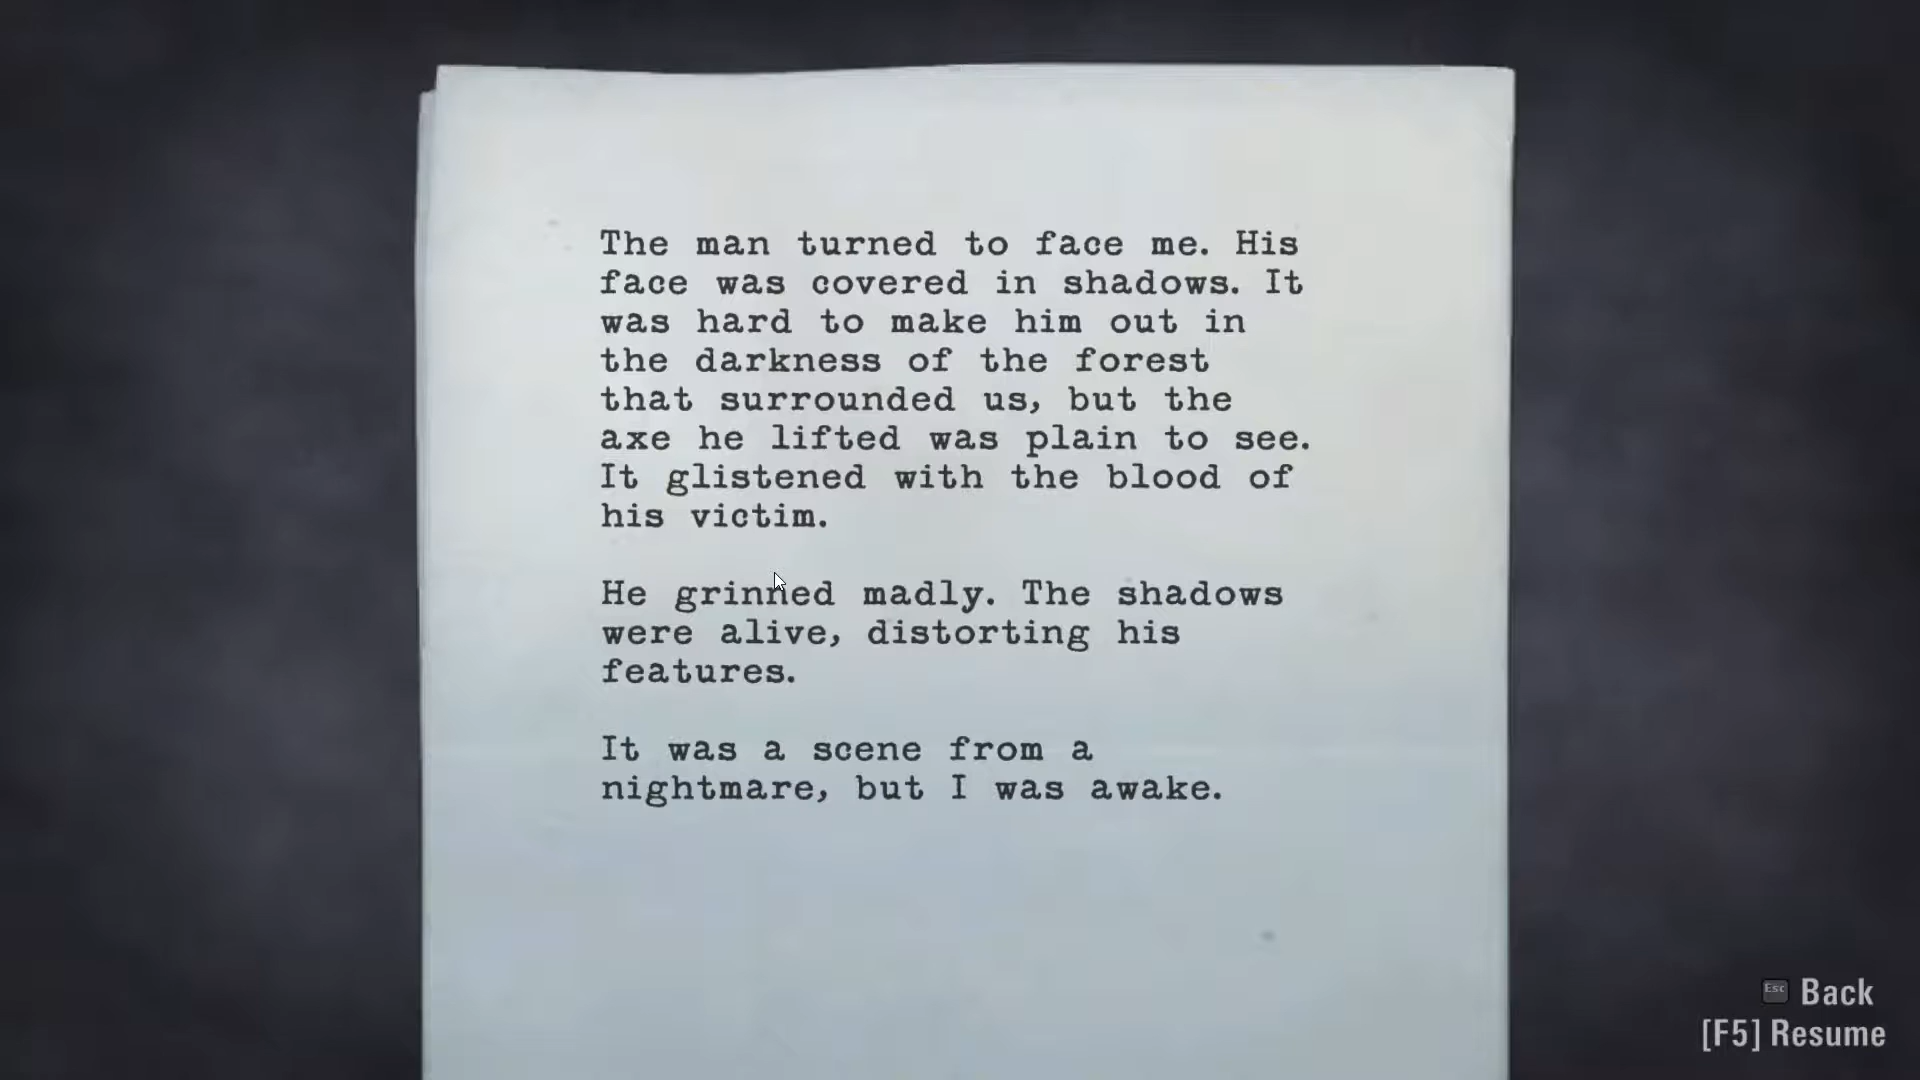 The man turned to face me. His
face was covered in shadows. It
was hard to make him out in
the darkness of the forest
that surrounded us, but the
axe he lifted was plain to see.
It glistened with the blood of
his victim.
He grinned madly. The shadows
were alive, distorting his
features.
It was a scene from a
nightmare, but I was awake.
Esc Back
[F5] Resume